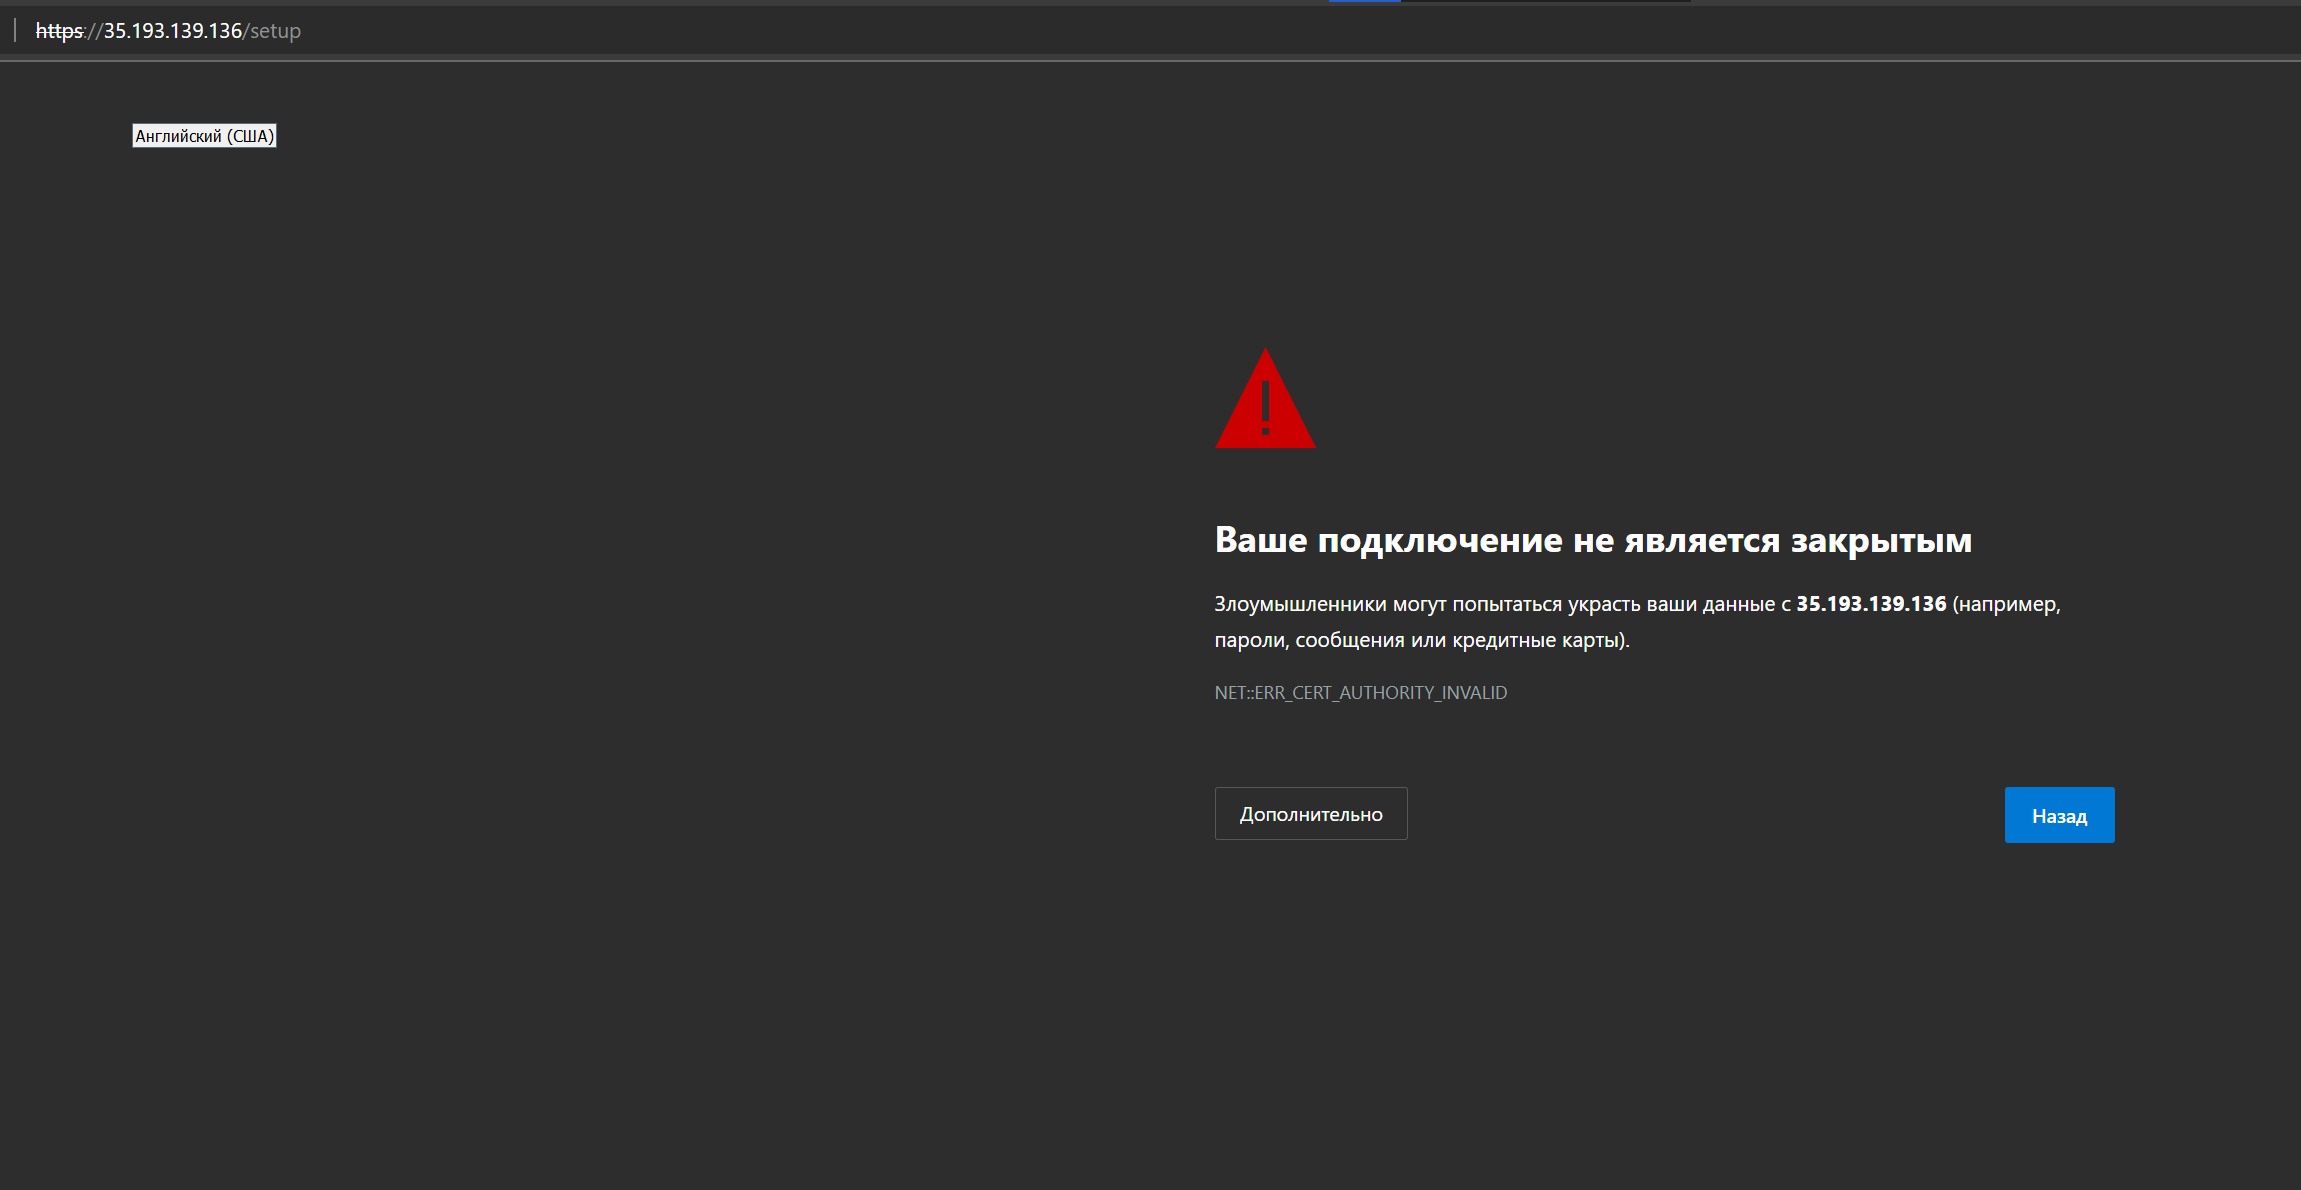 https://35.193.139.136/setup
Английский (США)
Ваше подключение не является закрытым
Злоумышленники могут попытаться украсть ваши данные с 35.193.139.136 (например,
пароли, сообщения или кредитные карты).
NET::ERR_CERT_AUTHORITY_INVALID
Дополнительно
Назад